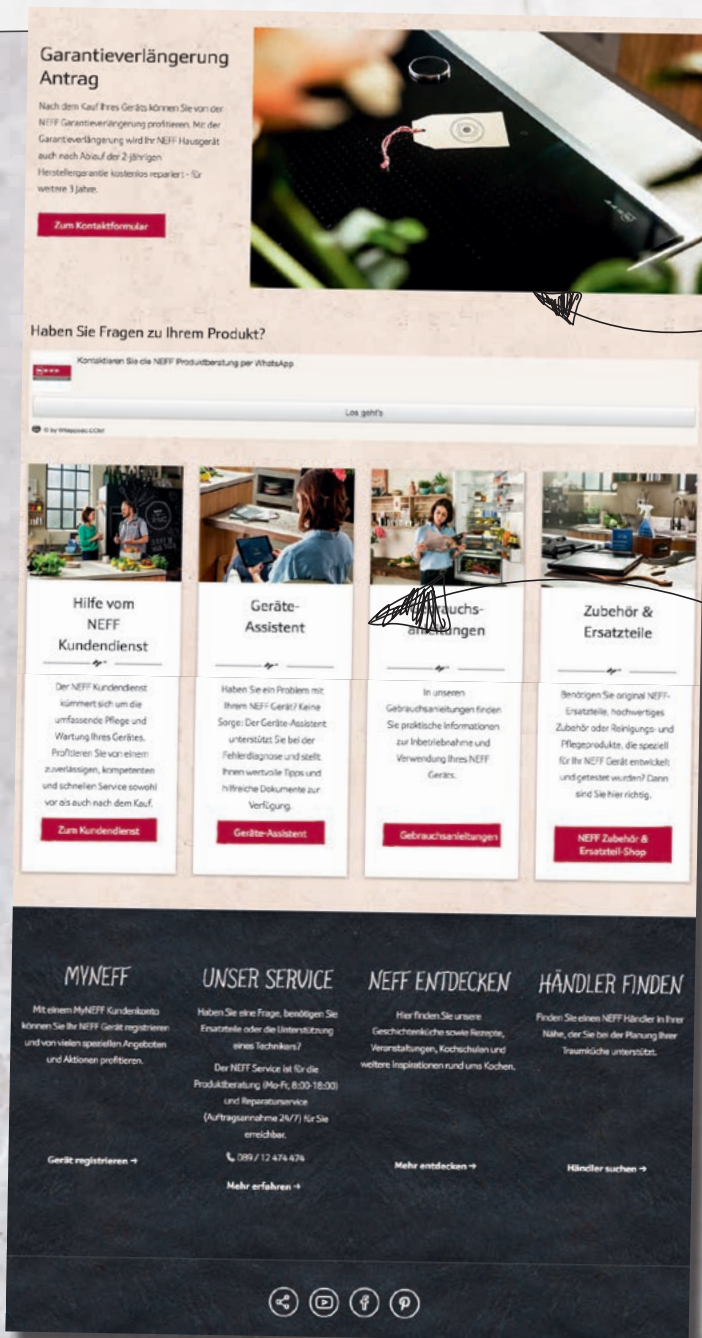 Garantieverlängerung
Antrag
Nach dem Kauf Ihres Geräts können Sie von der
NEFF Garantieverlängerung profitieren. Mit der
Garantieverlängerung wird Ihr NEFF Hausgerät
auch nach Ablauf der 2-jährigen
Herstellergarantie kostenlos repariert - für
weitere 3 Jahre.
Zum Kontaktformular
Haben Sie Fragen zu Ihrem Produkt?
Kontaktieren Sie die NEFF Produktberatung per WhatsApp
Los geht's
Hilfe vom
NEFF
Kundendienst
Der NEFF Kundendienst
kümmert sich um die
umfassende Pflege und
Wartung Ihres Gerätes.
Profitieren Sie von einem
zuverlässigen, kompetenten
und schnellen Service sowohl
vor als auch nach dem Kauf.
Zum Kundendienst
Geräte-
Assistent
Haben Sie ein Problem mit
Ihrem NEFF Gerät? Keine
Sorge: Der Geräte-Assistent
unterstützt Sie bei der
Fehlerdiagnose und stellt
Ihnen wertvolle Tipps und
hilfreiche Dokumente zur
Verfügung.
Geräte-Assistent
Gebrauchs-
anleitungen
In unseren
Gebrauchsanleitungen finden
Sie praktische Informationen
zur Inbetriebnahme und
Verwendung Ihres NEFF
Geräts.
Gebrauchsanleitungen
Zubehör &
Ersatzteile
Benötigen Sie original NEFF-
Ersatzteile, hochwertiges
Zubehör oder Reinigungs- und
Pflegeprodukte, die speziell
für Ihr NEFF Gerät entwickelt
und getestet wurden? Dann
sind Sie hier richtig.
NEFF Zubehör &
Ersatzteil-Shop
MYNEFF
Mit einem MyNEFF Kundenkonto
können Sie Ihr NEFF Gerät registrieren
und von vielen speziellen Angeboten
und Aktionen profitieren.
Gerät registrieren →
UNSER SERVICE
Haben Sie eine Frage, benötigen Sie
Ersatzteile oder die Unterstützung
eines Technikers?
Der NEFF Service ist für die
Produktberatung (Mo-Fr, 8:00-18:00)
und Reparaturservice
(Auftragsannahme 24/7) für Sie
erreichbar.
089 / 12 474 474
Mehr erfahren →
NEFF ENTDECKEN
Hier finden Sie unsere
Geschichtenküche sowie Rezepte,
Veranstaltungen, Kochschulen und
weitere Inspirationen rund ums Kochen.
Mehr entdecken →
HÄNDLER FINDEN
Finden Sie einen NEFF Händler in Ihrer
Nähe, der Sie bei der Planung Ihrer
Traumküche unterstützt.
Händler suchen →